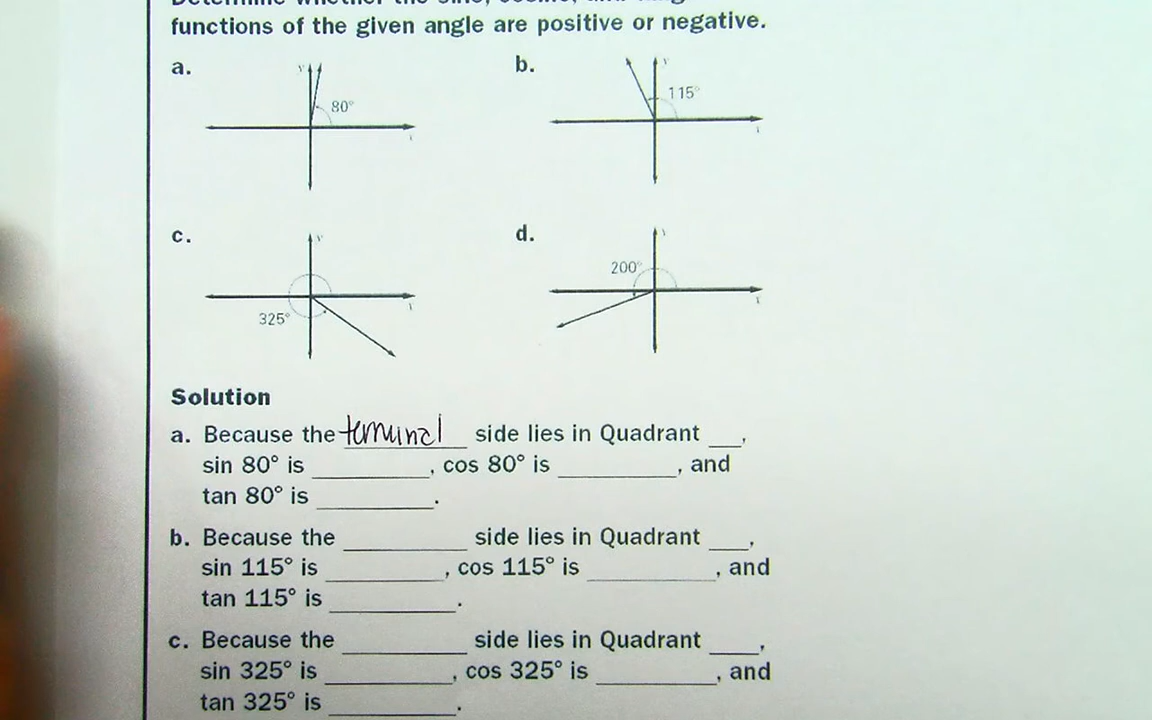 functions of the given angle are positive or negative.
a.
y
80°
b.
y
115°
c.
y
325°
d.
200°
Solution
a. Because the terminal side lies in Quadrant ___,
sin 80° is _________, cos 80° is _________, and
tan 80° is _________.
b. Because the _________ side lies in Quadrant ___,
sin 115° is _________, cos 115° is _________, and
tan 115° is _________.
c. Because the _________ side lies in Quadrant ___,
sin 325° is _________, cos 325° is _________, and
tan 325° is _________.